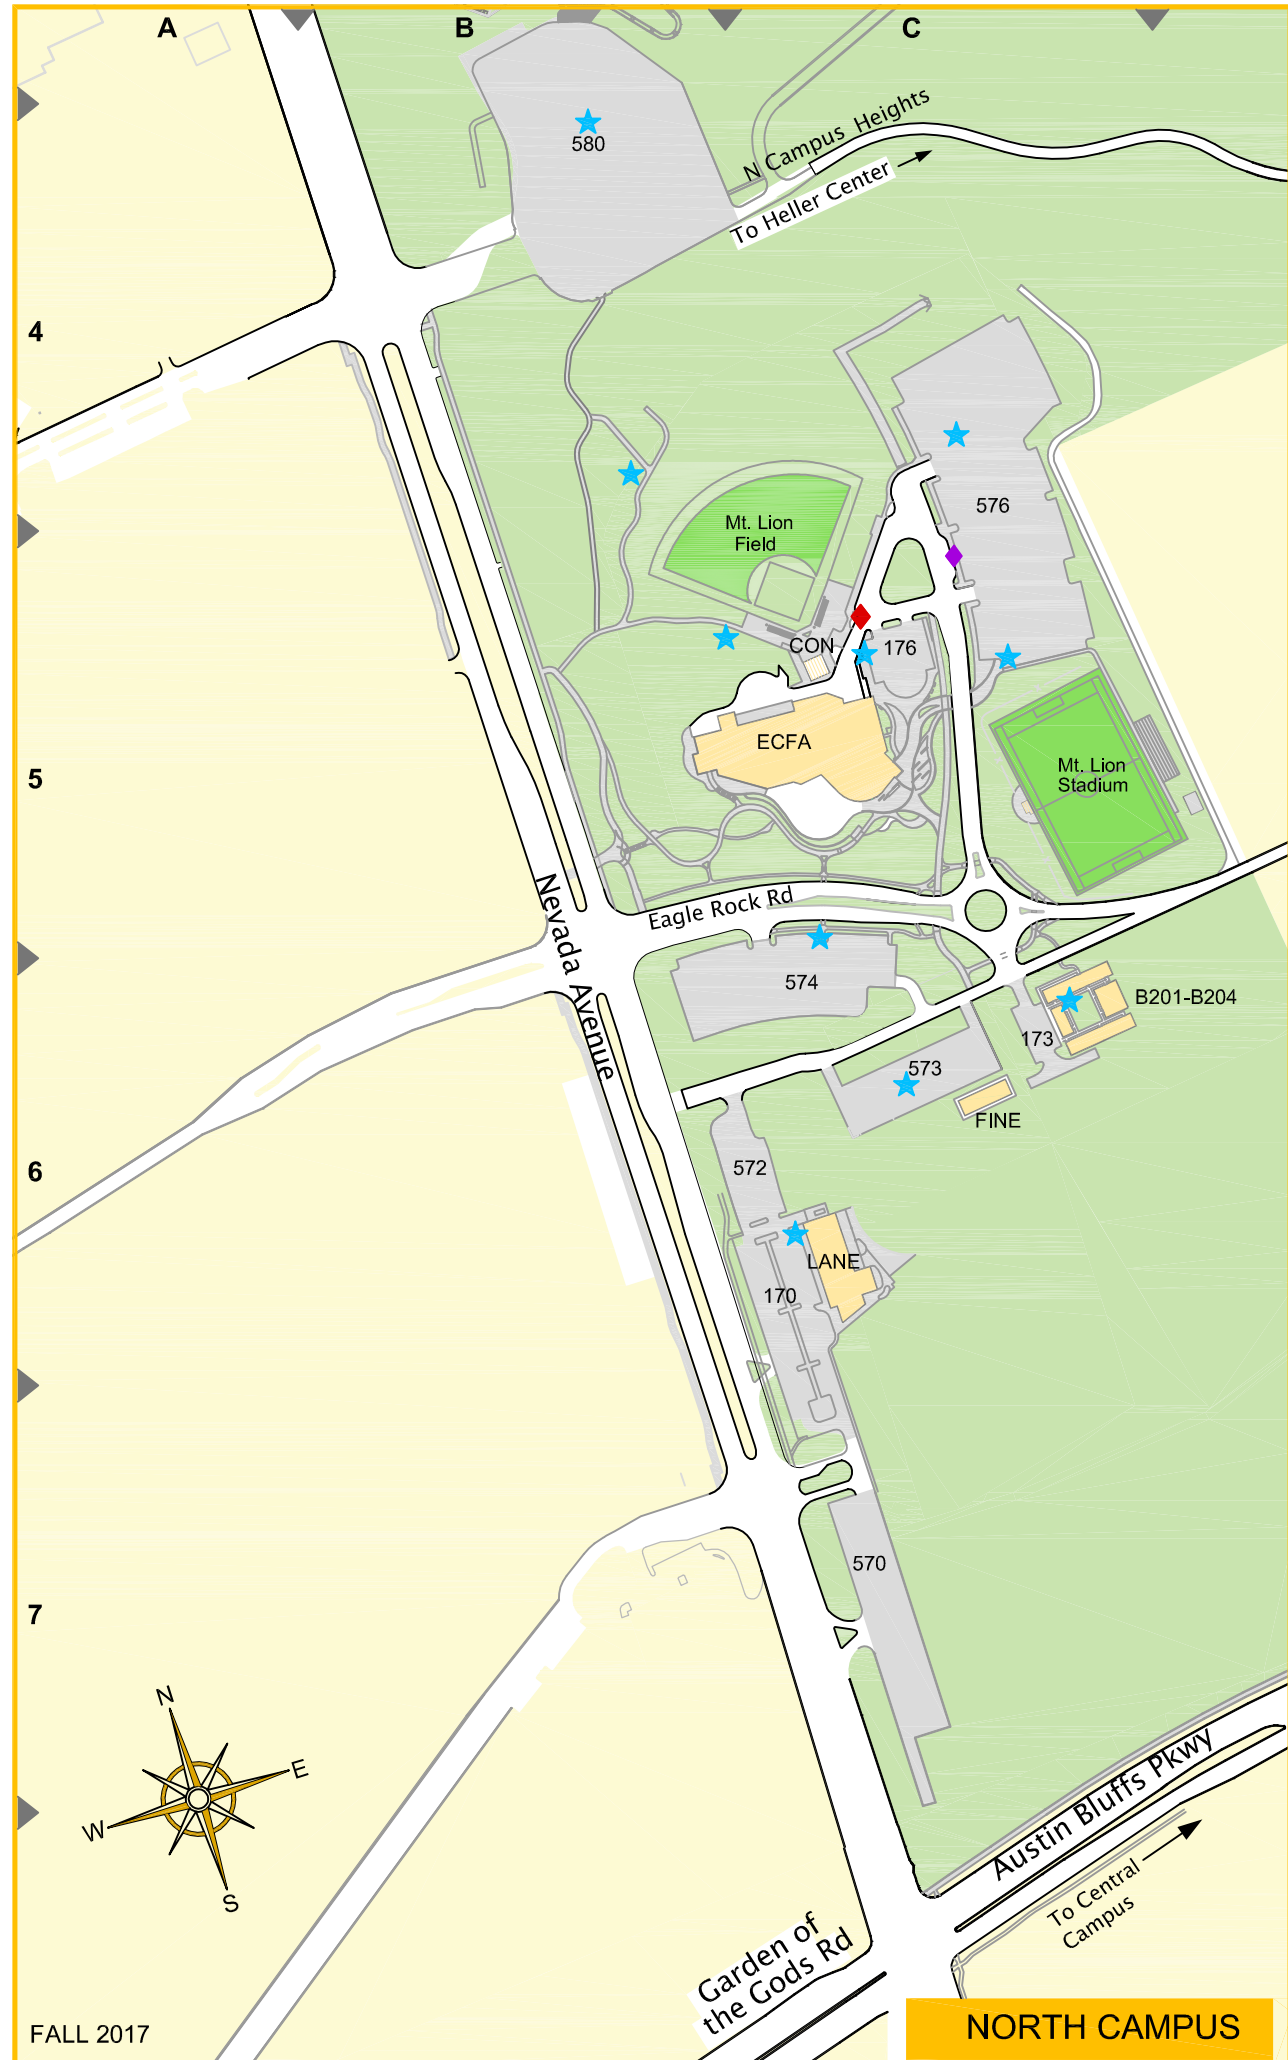 A
B
C
580
N Campus Heights
To Heller Center
4
576
Mt. Lion
Field
CON
176
ECFA
5
Mt. Lion
Stadium
Nevada Avenue
Eagle Rock Rd
574
B201-B204
173
573
FINE
6
572
LANE
170
570
7
N
E
W
S
Austin Bluffs Pkwy
To Central
Campus
Garden of
the Gods Rd
FALL 2017
NORTH CAMPUS